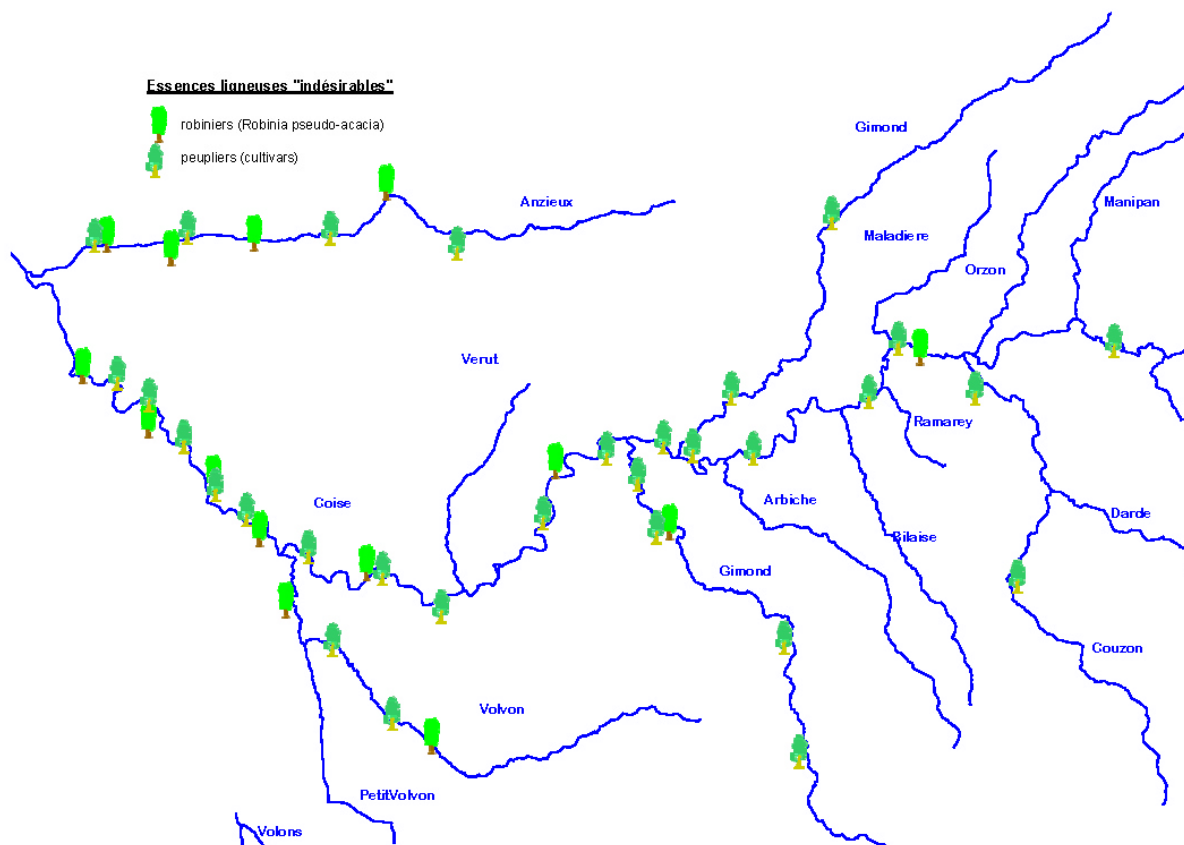 Essences ligneuses "indésirables"
robiniers (Robinia pseudo-acacia)
peupliers (cultivars)
Gimond
Anzieux
Manipan
Maladiere
Orzon
Verut
Ramarey
Coise
Arbiche
Darde
Bilaise
Gimond
Couzon
Volvon
PetitVolvon
Volons